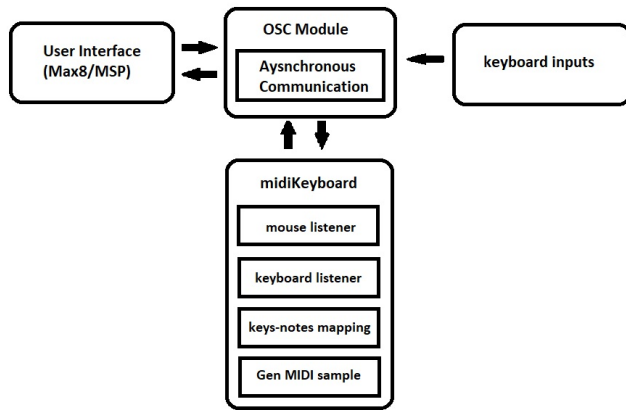 User Interface
(Max8/MSP)
OSC Module
Aysnchronous
Communication
keyboard inputs
midiKeyboard
mouse listener
keyboard listener
keys-notes mapping
Gen MIDI sample